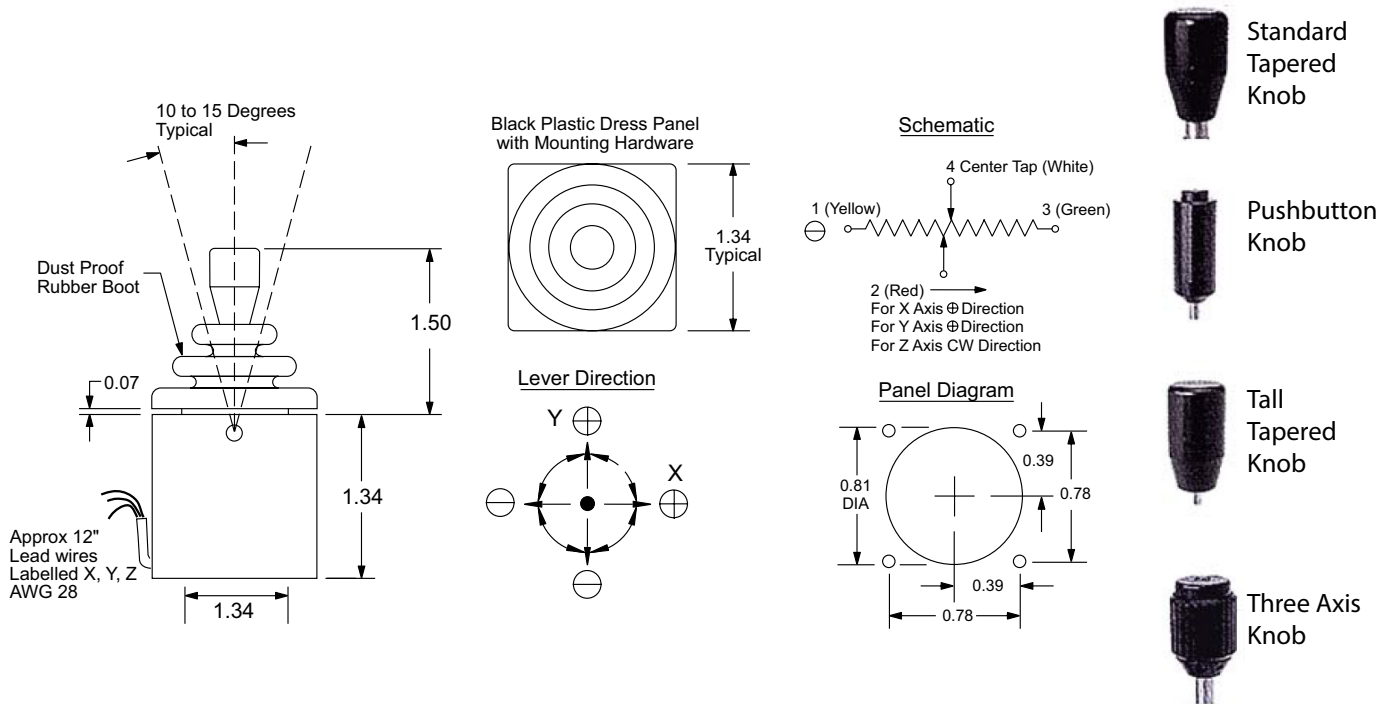 10 to 15 Degrees
Typical
Dust Proof
Rubber Boot
0.07
1.50
1.34
Approx 12"
Lead wires
Labelled X, Y, Z
AWG 28
1.34
Black Plastic Dress Panel
with Mounting Hardware
1.34
Typical
Lever Direction
Y ⊕
X
⊖ ⊕
⊖
Schematic
4 Center Tap (White)
1 (Yellow)
3 (Green)
⊖
2 (Red)
For X Axis ⊕ Direction
For Y Axis ⊕ Direction
For Z Axis CW Direction
Panel Diagram
0.81
DIA
0.39
0.78
0.39
0.78
Standard
Tapered
Knob
Pushbutton
Knob
Tall
Tapered
Knob
Three Axis
Knob